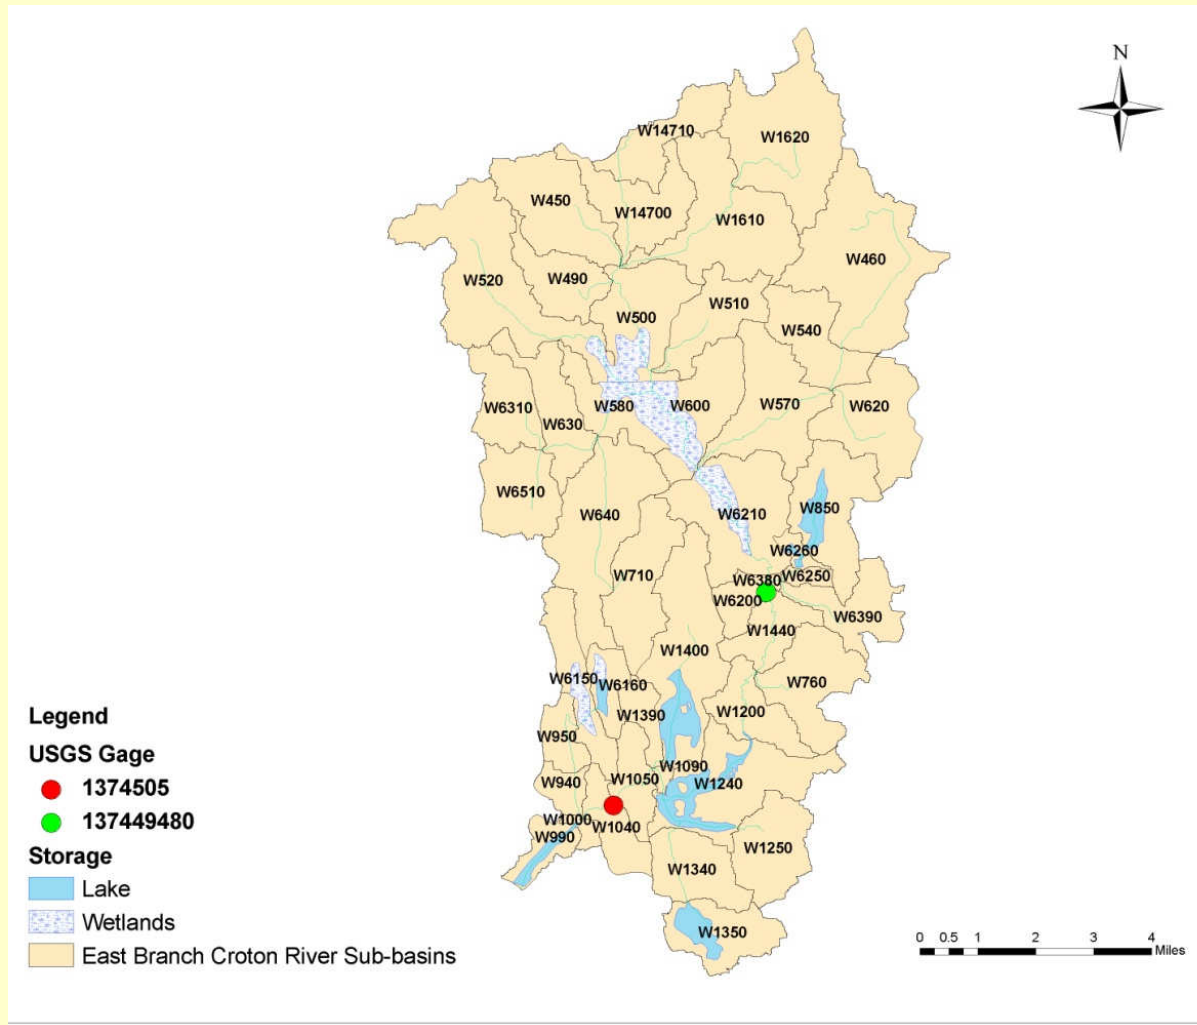 N
W14710
W1620
W450
W14700
W1610
W460
W520
W490
W510
W500
W540
W6310
W580
W600
W570
W620
W630
W6510
W640
W6210
W850
W6260
W710
W6380
W6250
W6200
W6390
W1440
W1400
W6150
W6160
W760
W1390
W1200
W950
W1090
W940
W1050
W1240
W1000
W1040
W990
W1250
W1340
W1350
Legend
USGS Gage
1374505
137449480
Storage
Lake
Wetlands
East Branch Croton River Sub-basins
0 0.5 1 2 3 4
Miles